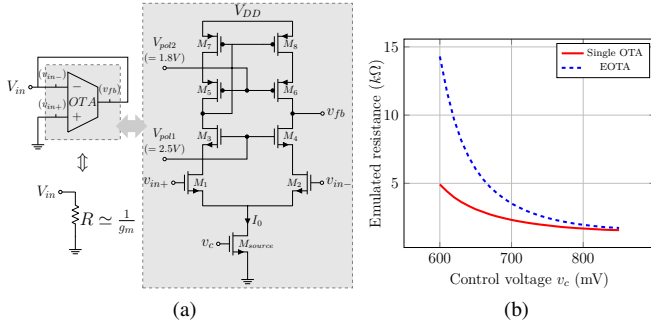 V_DD
V_pol2
(= 1.8V)
M_7
M_8
M_5
M_6
V_in
(v_in−)
(v_fb)
−
OTA
(v_in+)
+
v_fb
V_pol1
(= 2.5V)
M_3
M_4
v_in+
M_1
M_2
v_in−
V_in
R ≃ 1/g_m
I_0
v_c
M_source
(a)
Single OTA
EOTA
Emulated resistance (kΩ)
15
10
5
600
700
800
Control voltage v_c (mV)
(b)